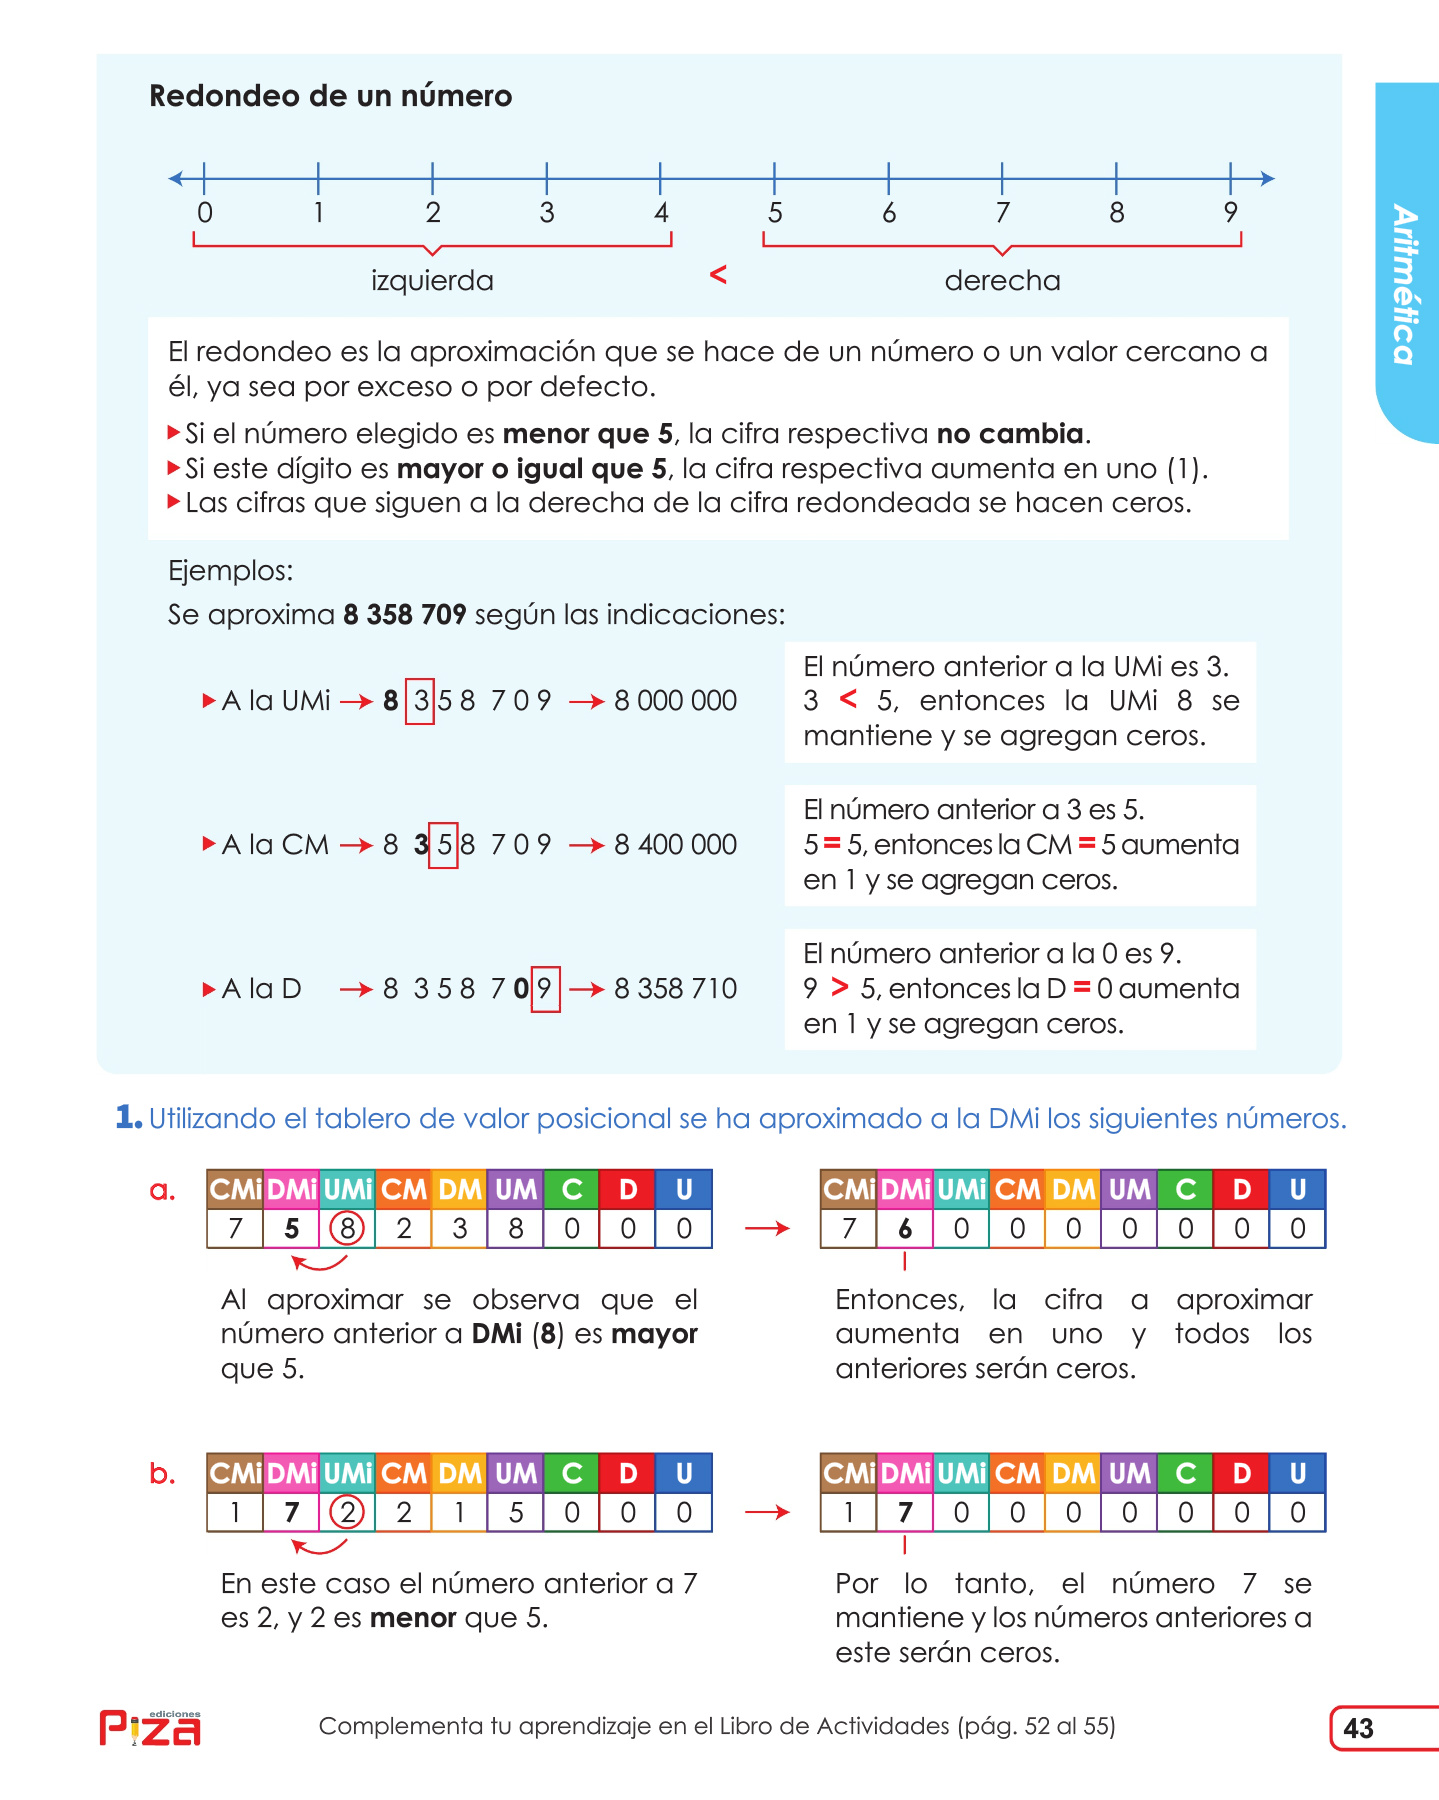 Redondeo de un número
0 1 2 3 4 5 6 7 8 9
izquierda < derecha
El redondeo es la aproximación que se hace de un número o un valor cercano a
él, ya sea por exceso o por defecto.
Si el número elegido es menor que 5, la cifra respectiva no cambia.
Si este dígito es mayor o igual que 5, la cifra respectiva aumenta en uno (1).
Las cifras que siguen a la derecha de la cifra redondeada se hacen ceros.
Ejemplos:
Se aproxima 8 358 709 según las indicaciones:
A la UMi 8 3 5 8 7 0 9 8 000 000
El número anterior a la UMi es 3.
3 < 5, entonces la UMi 8 se
mantiene y se agregan ceros.
A la CM 8 3 5 8 7 0 9 8 400 000
El número anterior a 3 es 5.
5 = 5, entonces la CM = 5 aumenta
en 1 y se agregan ceros.
A la D 8 3 5 8 7 0 9 8 358 710
El número anterior a la 0 es 9.
9 > 5, entonces la D = 0 aumenta
en 1 y se agregan ceros.
Aritmética
1. Utilizando el tablero de valor posicional se ha aproximado a la DMi los siguientes números.
a.
CMi DMi UMi CM DM UM C D U
7 5 8 2 3 8 0 0 0
Al aproximar se observa que el
número anterior a DMi (8) es mayor
que 5.
CMi DMi UMi CM DM UM C D U
7 6 0 0 0 0 0 0 0
Entonces, la cifra a aproximar
aumenta en uno y todos los
anteriores serán ceros.
b.
CMi DMi UMi CM DM UM C D U
1 7 2 2 1 5 0 0 0
En este caso el número anterior a 7
es 2, y 2 es menor que 5.
CMi DMi UMi CM DM UM C D U
1 7 0 0 0 0 0 0 0
Por lo tanto, el número 7 se
mantiene y los números anteriores a
este serán ceros.
ediciones
Piza
Complementa tu aprendizaje en el Libro de Actividades (pág. 52 al 55)
43